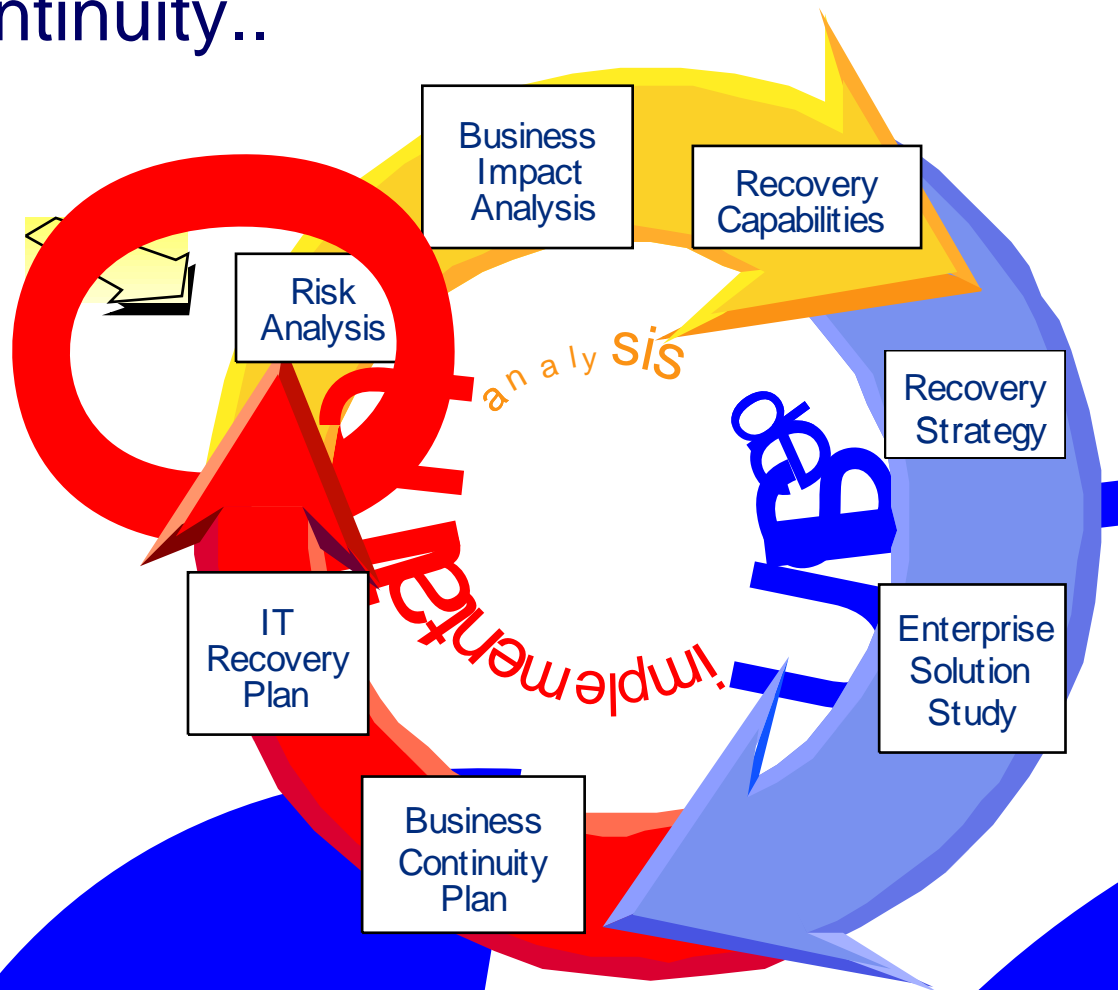 ntinuity..
Business
Impact
Analysis
Recovery
Capabilities
Risk
Analysis
analysis
Recovery
Strategy
IT
Recovery
Plan
Enterprise
Solution
Study
Business
Continuity
Plan